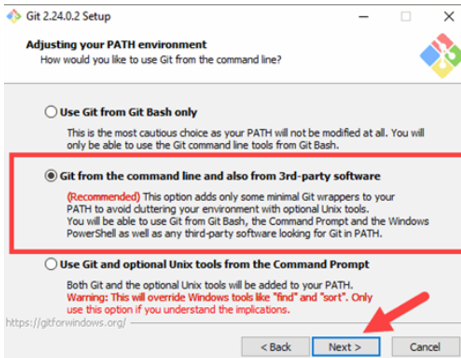 Git 2.24.0.2 Setup
Adjusting your PATH environment
How would you like to use Git from the command line?
Use Git from Git Bash only
This is the most cautious choice as your PATH will not be modified at all. You will
only be able to use the Git command line tools from Git Bash.
Git from the command line and also from 3rd-party software
(Recommended) This option adds only some minimal Git wrappers to your
PATH to avoid cluttering your environment with optional Unix tools.
You will be able to use Git from Git Bash, the Command Prompt and the Windows
PowerShell as well as any third-party software looking for Git in PATH.
Use Git and optional Unix tools from the Command Prompt
Both Git and the optional Unix tools will be added to your PATH.
Warning: This will override Windows tools like "find" and "sort". Only
use this option if you understand the implications.
https://gitforwindows.org/
< Back
Next >
Cancel